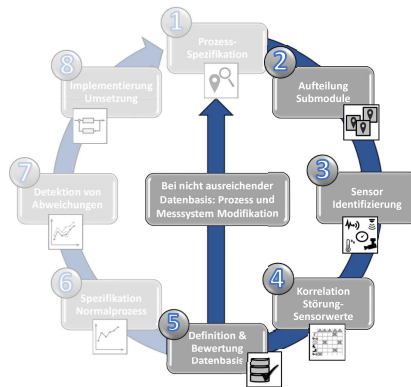 1
Prozess-
Spezifikation
2
Aufteilung
Submodule
3
Sensor
Identifizierung
4
Korrelation
Störung-
Sensorwerte
5
Definition &
Bewertung
Datenbasis
6
Spezifikation
Normalprozess
7
Detektion von
Abweichungen
8
Implementierung
Umsetzung
Bei nicht ausreichender
Datenbasis: Prozess und
Messsystem Modifikation